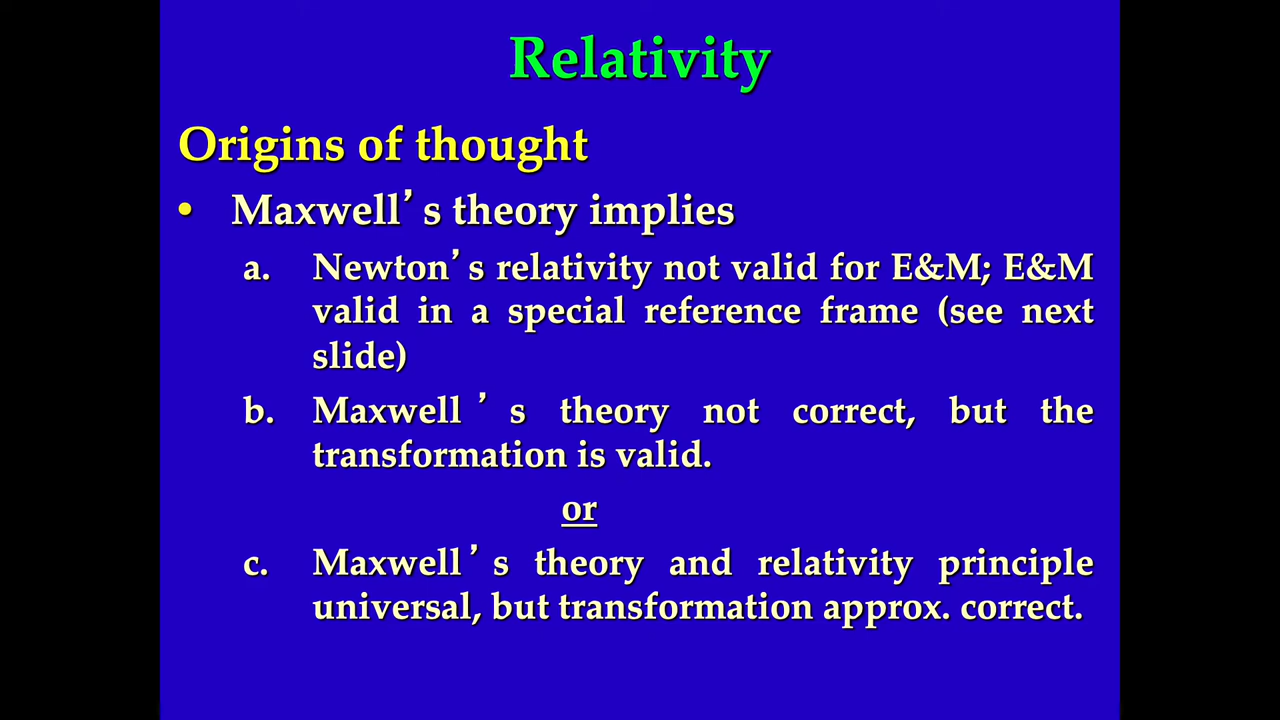 Relativity
Origins of thought
• Maxwell’s theory implies
a. Newton’s relativity not valid for E&M; E&M
valid in a special reference frame (see next
slide)
b. Maxwell’s theory not correct, but the
transformation is valid.
or
c. Maxwell’s theory and relativity principle
universal, but transformation approx. correct.